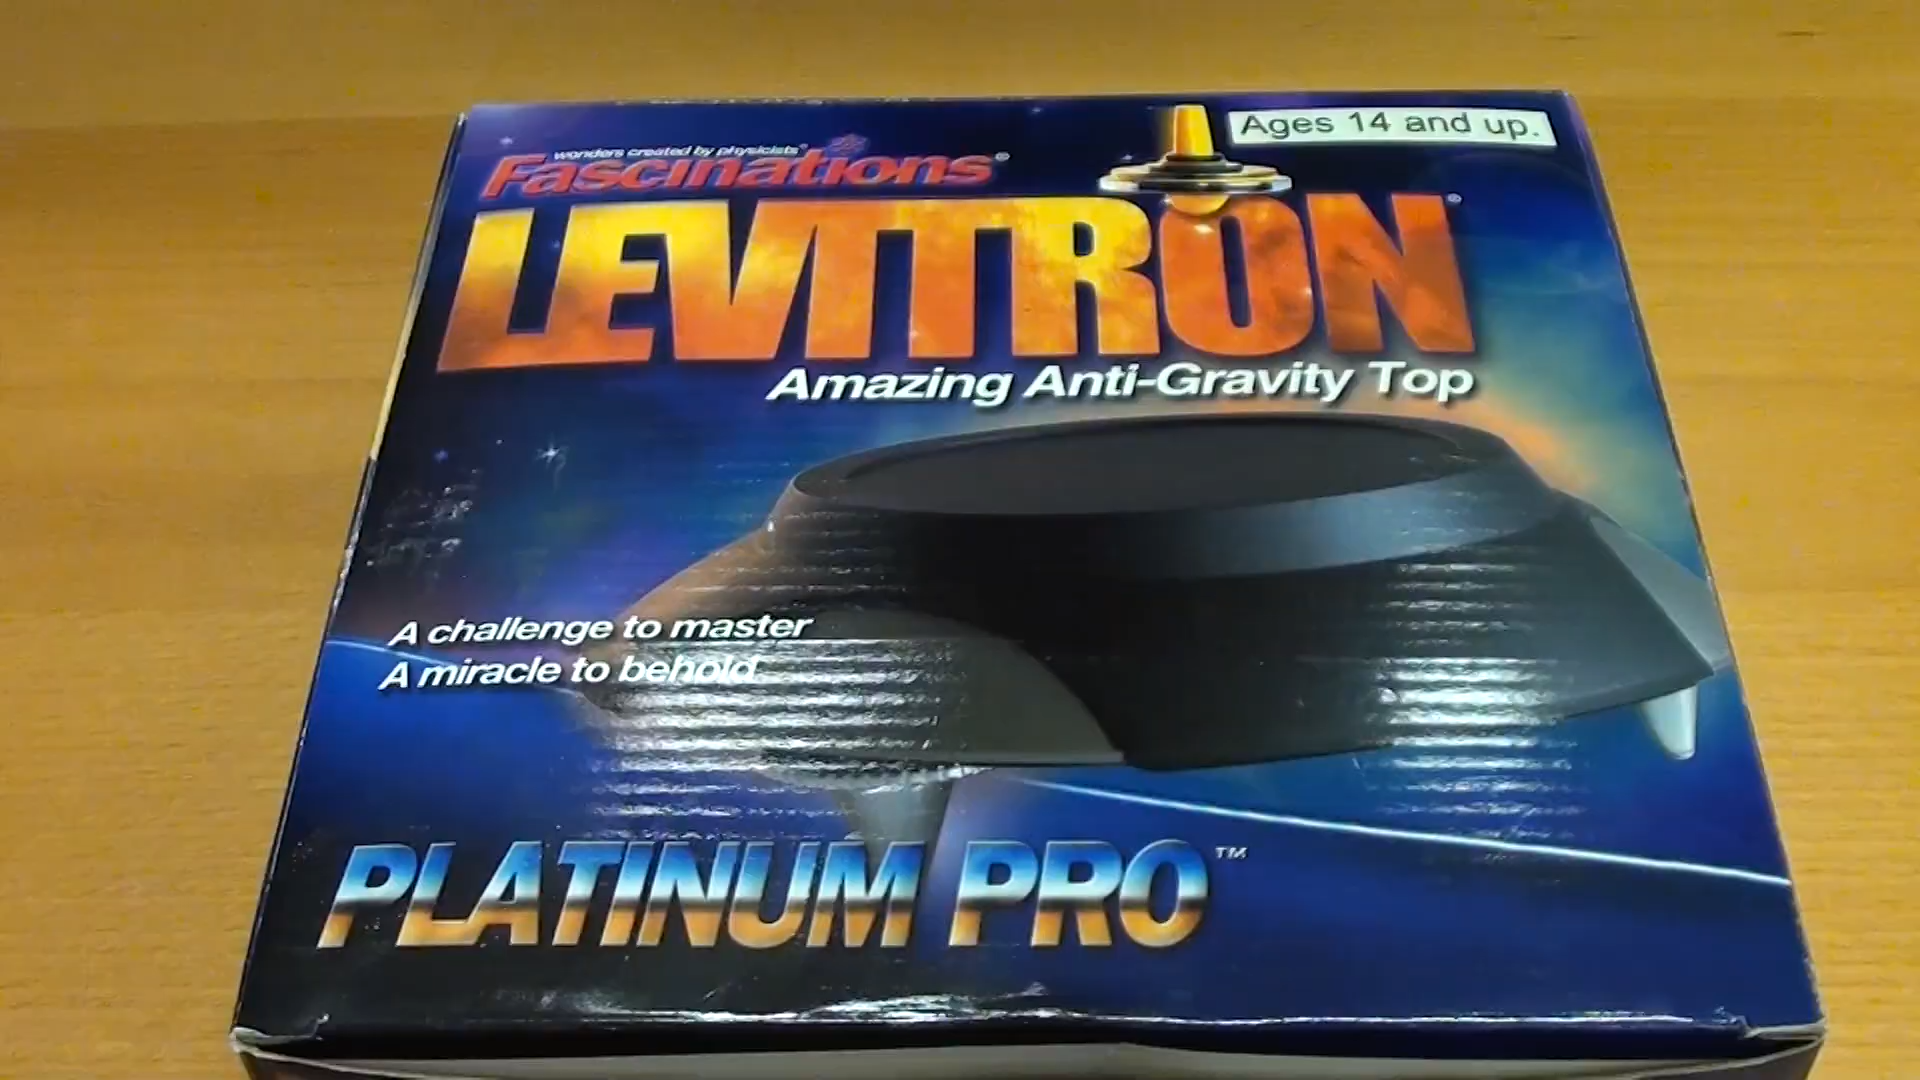 wonders created by physicists®
Fascinations®
Ages 14 and up.
LEVITRON®
Amazing Anti-Gravity Top
A challenge to master
A miracle to behold
PLATINUM PRO™